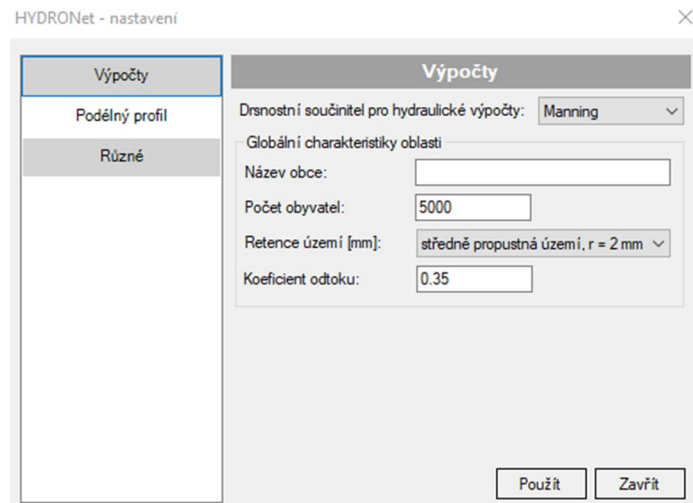 HYDRONet - nastavení
Výpočty
Podélný profil
Různé
Výpočty
Drsnostní součinitel pro hydraulické výpočty: Manning
Globální charakteristiky oblasti
Název obce:
Počet obyvatel: 5000
Retence území [mm]: středně propustná území, r = 2 mm
Koeficient odtoku: 0.35
Použít Zavřít